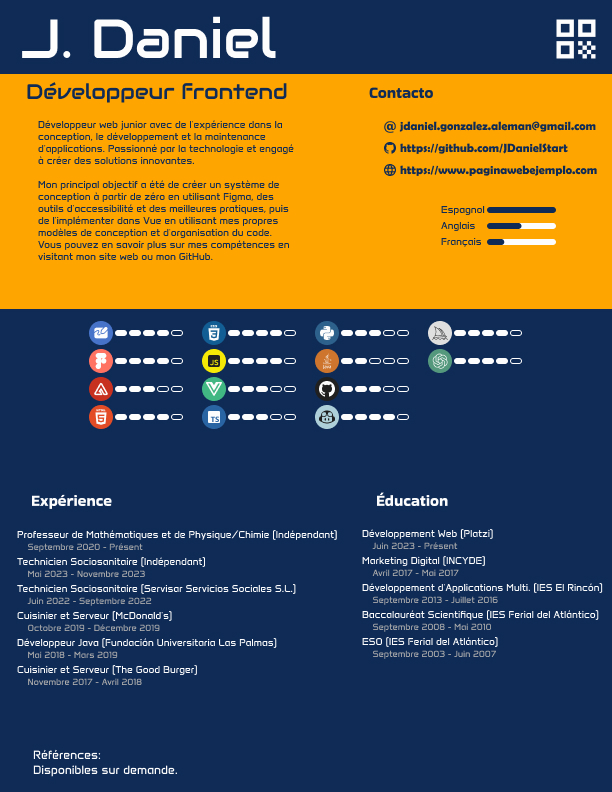 J. Daniel
Développeur Frontend
Développeur web junior avec de l'expérience dans la
conception, le développement et la maintenance
d'applications. Passionné par la technologie et engagé
à créer des solutions innovantes.
Mon principal objectif a été de créer un système de
conception à partir de zéro en utilisant Figma, des
outils d'accessibilité et des meilleures pratiques, puis
de l'implémenter dans Vue en utilisant mes propres
modèles de conception et d'organisation du code.
Vous pouvez en savoir plus sur mes compétences en
visitant mon site web ou mon GitHub.
Contacto
jdaniel.gonzalez.aleman@gmail.com
https://github.com/JDanielStart
https://www.paginawebejemplo.com
Espagnol
Anglais
Français
JS
TS
Expérience
Professeur de Mathématiques et de Physique/Chimie (Indépendant)
Septembre 2020 - Présent
Technicien Sociosanitaire (Indépendant)
Mai 2023 - Novembre 2023
Technicien Sociosanitaire (Servisar Servicios Sociales S.L.)
Juin 2022 - Septembre 2022
Cuisinier et Serveur (McDonald's)
Octobre 2019 - Décembre 2019
Développeur Java (Fundación Universitaria Las Palmas)
Mai 2018 - Mars 2019
Cuisinier et Serveur (The Good Burger)
Novembre 2017 - Avril 2018
Éducation
Développement Web (Platzi)
Juin 2023 - Présent
Marketing Digital (INCYDE)
Avril 2017 - Mai 2017
Développement d'Applications Multi. (IES El Rincón)
Septembre 2013 - Juillet 2016
Baccalauréat Scientifique (IES Ferial del Atlántico)
Septembre 2008 - Mai 2010
ESO (IES Ferial del Atlántico)
Septembre 2003 - Juin 2007
Références:
Disponibles sur demande.